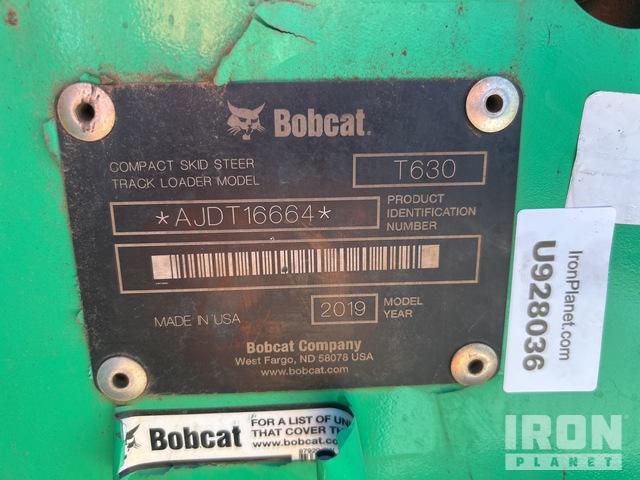 Bobcat
COMPACT SKID STEER
TRACK LOADER MODEL
T630
*AJDT16664*
PRODUCT
IDENTIFICATION
NUMBER
MADE IN USA
2019
MODEL
YEAR
Bobcat Company
West Fargo, ND 58078 USA
www.bobcat.com
Bobcat
FOR A LIST OF
THAT COVER
www.bobcat.co
IronPlanet.com
U928036
IRON
PLANET